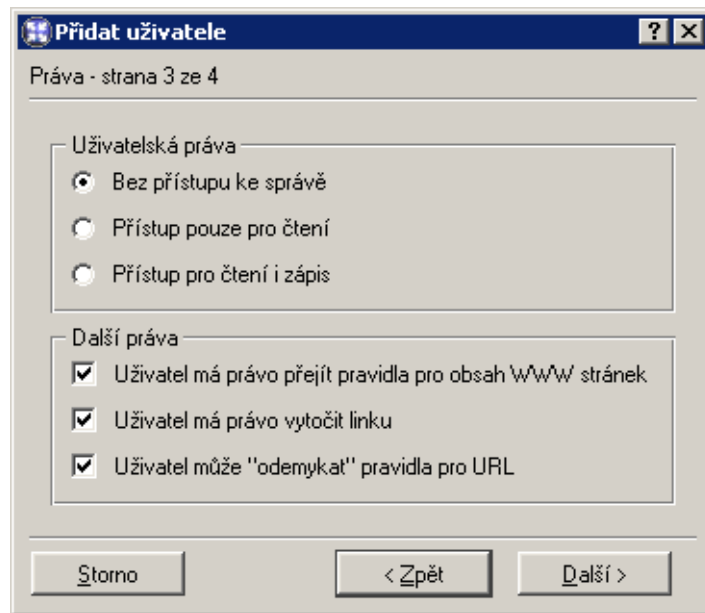 Přidat uživatele
Práva - strana 3 ze 4
Uživatelská práva
Bez přístupu ke správě
Přístup pouze pro čtení
Přístup pro čtení i zápis
Další práva
Uživatel má právo přejít pravidla pro obsah WWW stránek
Uživatel má právo vytočit linku
Uživatel může "odemykat" pravidla pro URL
Storno
< Zpět
Další >